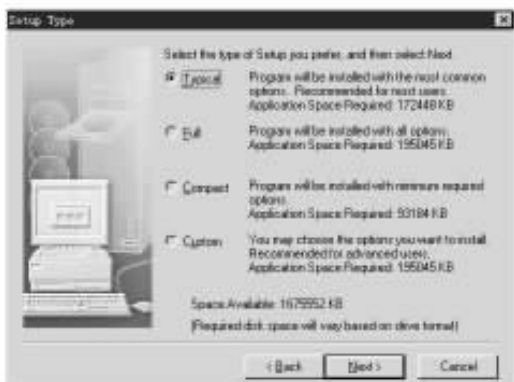 Setup Type
Select the type of Setup you prefer, and then select Next
Typical
Program will be installed with the most common
options. Recommended for most users.
Application Space Required: 172448 KB
Full
Program will be installed with all options.
Application Space Required: 195045 KB
Compact
Program will be installed with minimum required
options.
Application Space Required: 93184 KB
Custom
You may choose the options you want to install.
Recommended for advanced users.
Application Space Required: 195045 KB
Space Available: 1675552 KB
(Required disk space will vary based on drive format)
< Back
Next >
Cancel